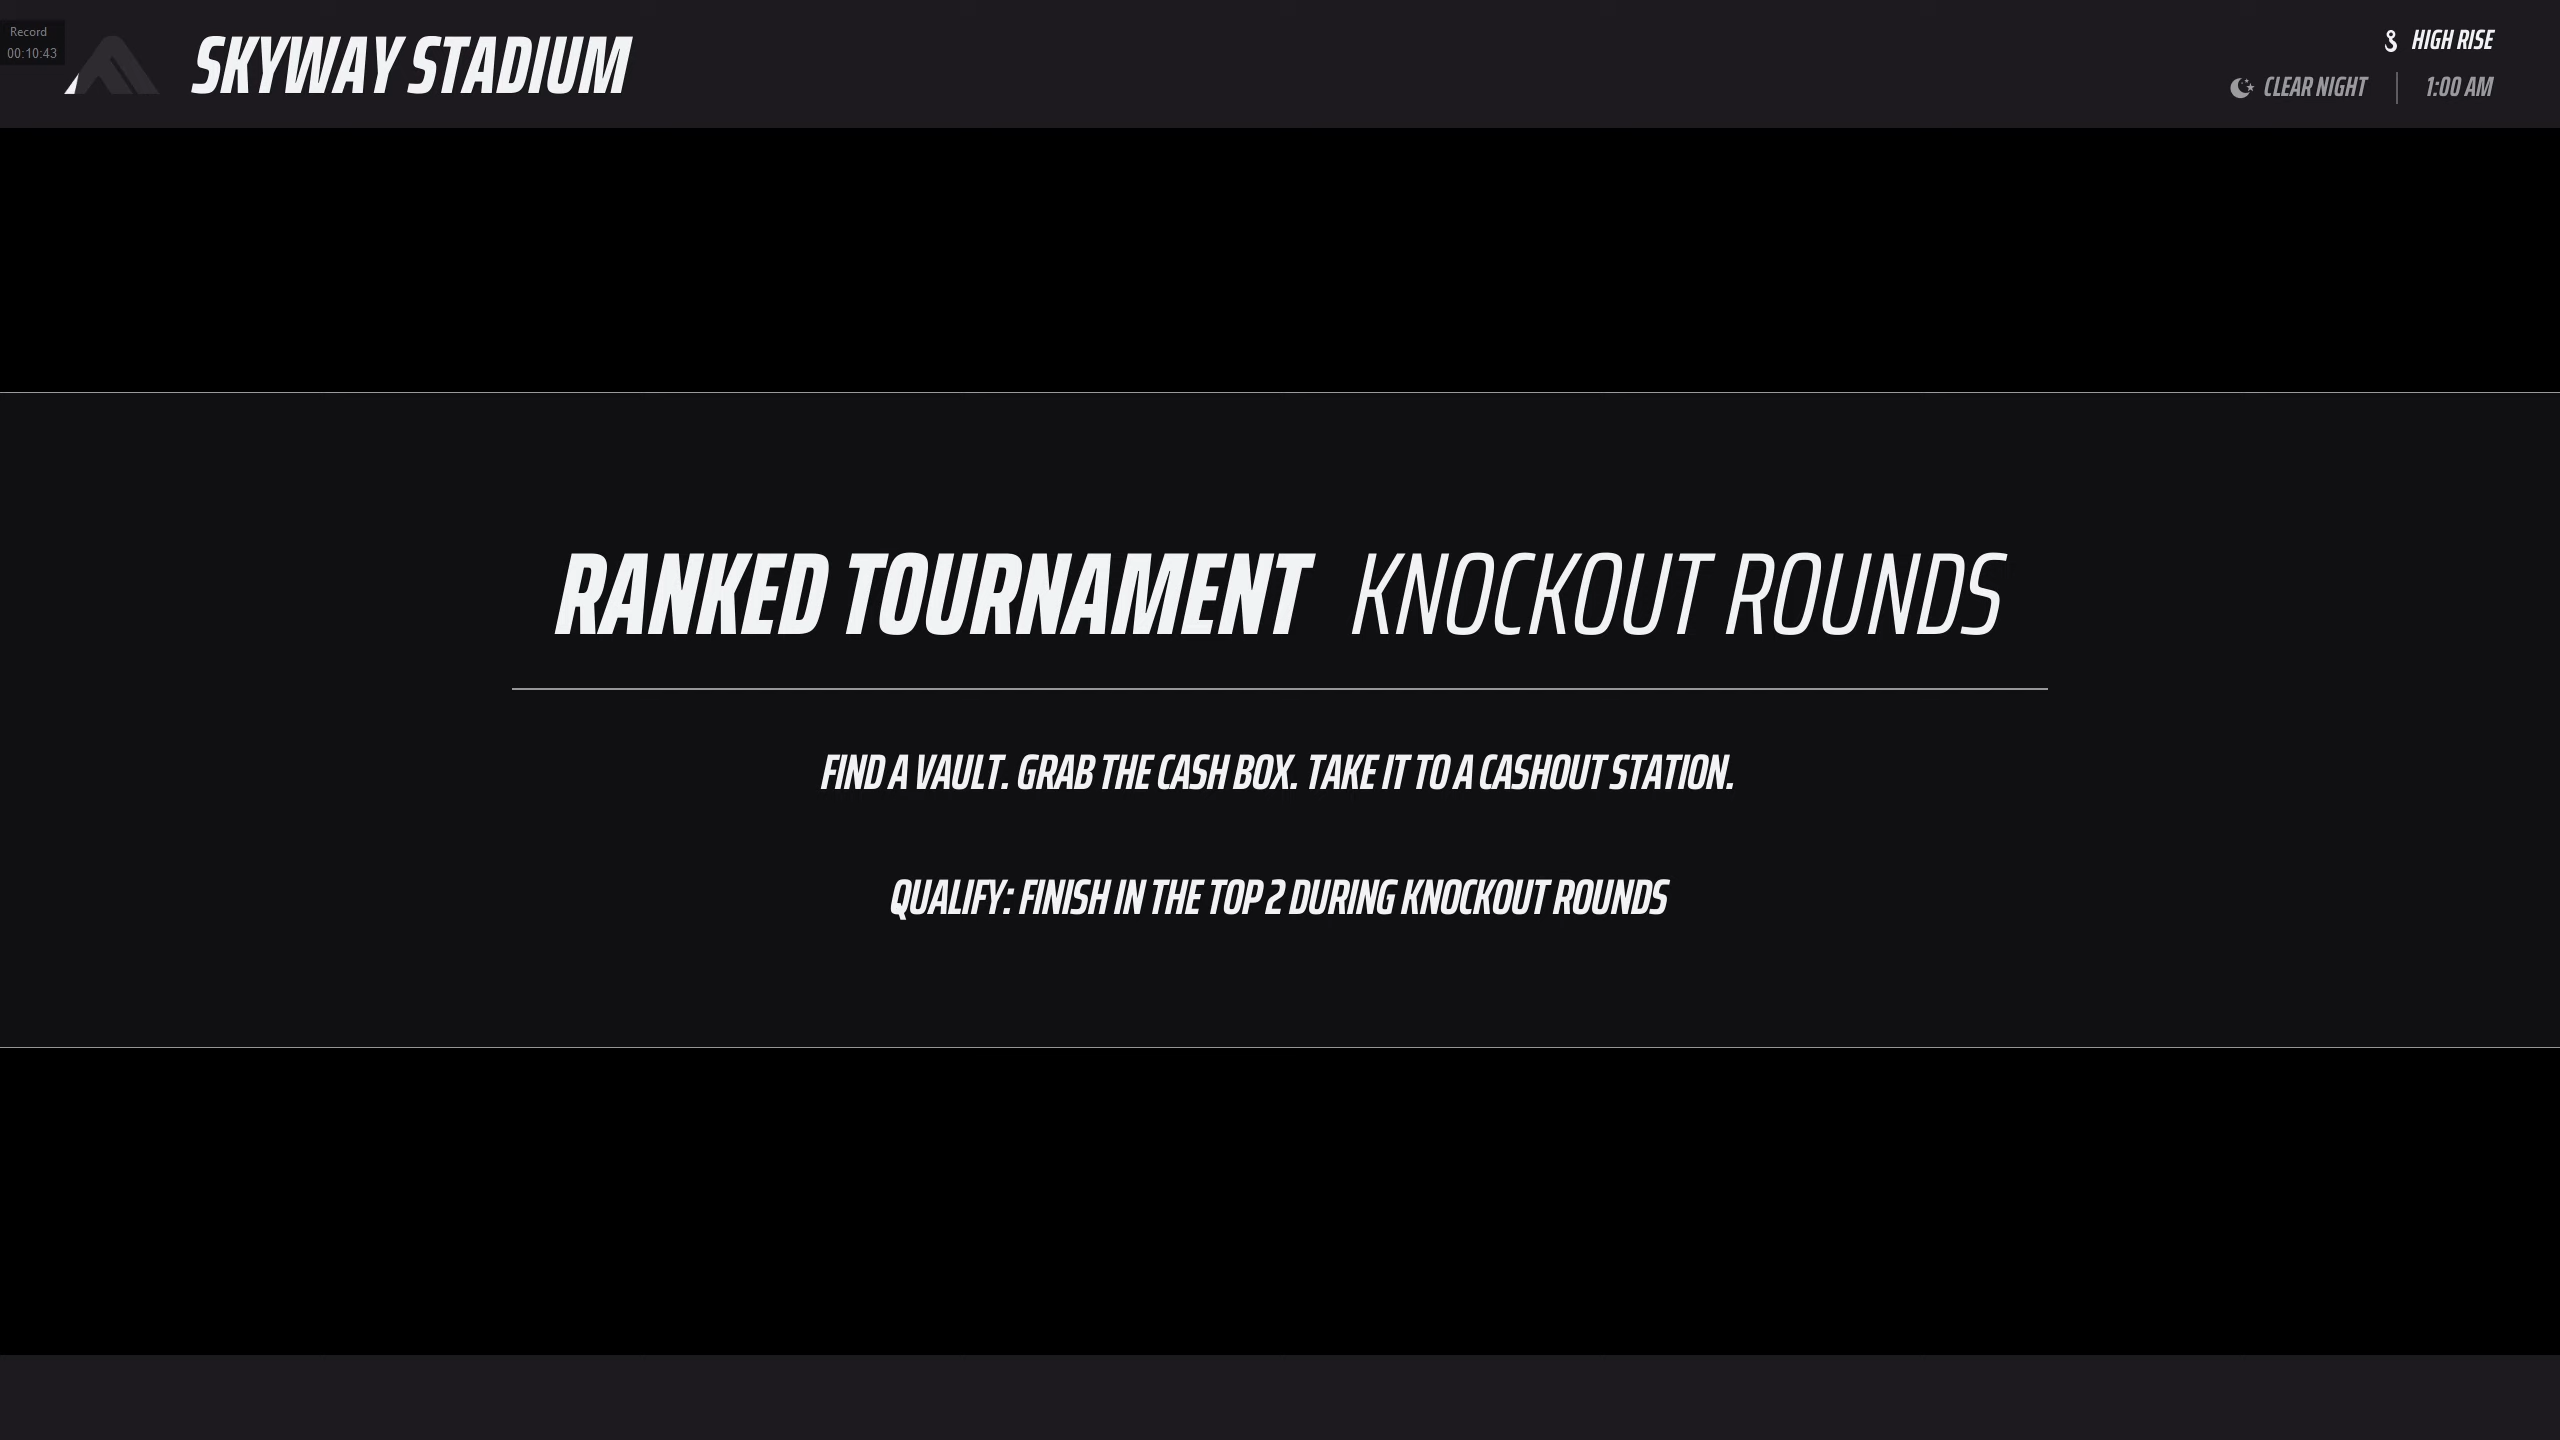 Record
00:10:43
SKYWAY STADIUM
HIGH RISE
CLEAR NIGHT
1:00 AM
RANKED TOURNAMENT KNOCKOUT ROUNDS
FIND A VAULT. GRAB THE CASH BOX. TAKE IT TO A CASHOUT STATION.
QUALIFY: FINISH IN THE TOP 2 DURING KNOCKOUT ROUNDS